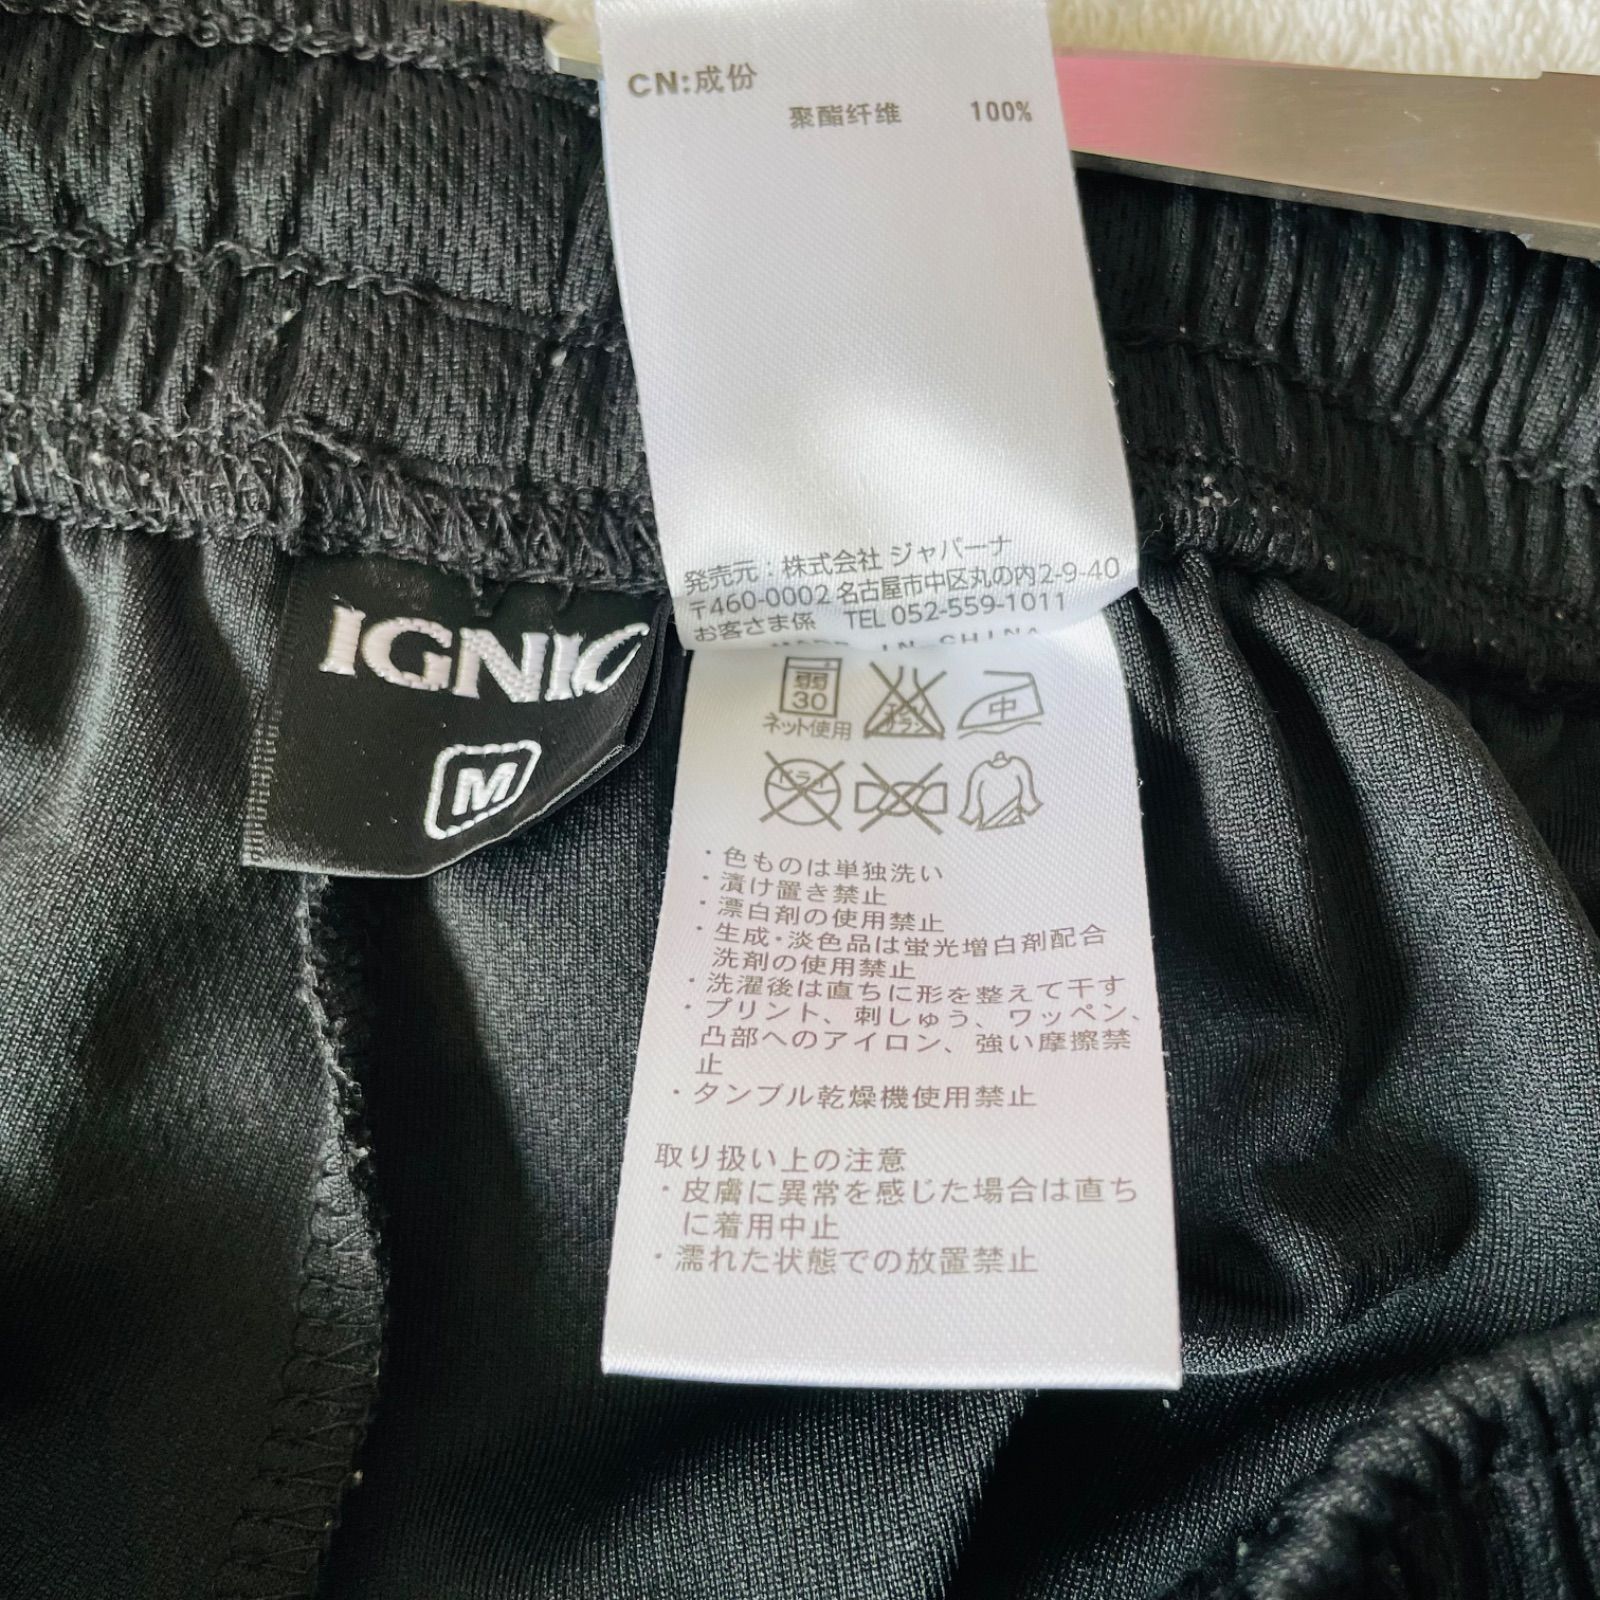 CN:成份
聚酯纤维 100%
発売元：株式会社 ジャパーナ
〒460-0002 名古屋市中区丸の内2-9-40
お客さま係 TEL 052-559-1011
IN CHINA
IGNIO
M
弱
30
ネット使用
中
ドライ
・色ものは単独洗い
・漬け置き禁止
・漂白剤の使用禁止
・生成・淡色品は蛍光増白剤配合
洗剤の使用禁止
・洗濯後は直ちに形を整えて干す
・プリント、刺しゅう、ワッペン、
凸部へのアイロン、強い摩擦禁
止
・タンブル乾燥機使用禁止
取り扱い上の注意
・皮膚に異常を感じた場合は直ち
に着用中止
・濡れた状態での放置禁止